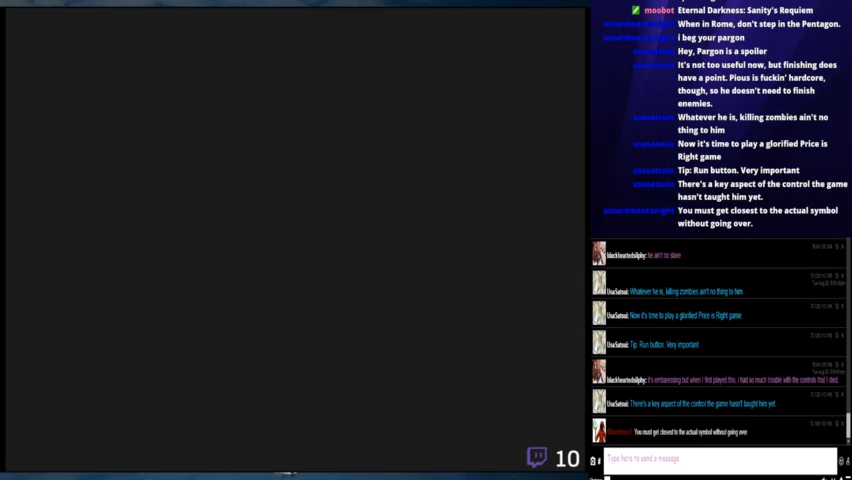 moobot Eternal Darkness: Sanity's Requiem
When in Rome, don't step in the Pentagon.
i beg your pargon
Hey, Pargon is a spoiler
It's not too useful now, but finishing does
have a point. Pious is fuckin' hardcore,
though, so he doesn't need to finish
enemies.
Whatever he is, killing zombies ain't no
thing to him
Now it's time to play a glorified Price is
Right game
Tip: Run button. Very important
There's a key aspect of the control the game
hasn't taught him yet.
You must get closest to the actual symbol
without going over.
blackheartedsilphy: he ain't no slave
UsaSatsui: Whatever he is, killing zombies ain't no thing to him
UsaSatsui: Now it's time to play a glorified Price is Right game
UsaSatsui: Tip: Run button. Very important
blackheartedsilphy: it's embarassing but when i first played this, i had so much trouble with the controls that i died
UsaSatsui: There's a key aspect of the control the game hasn't taught him yet.
You must get closest to the actual symbol without going over
Type here to send a message
10